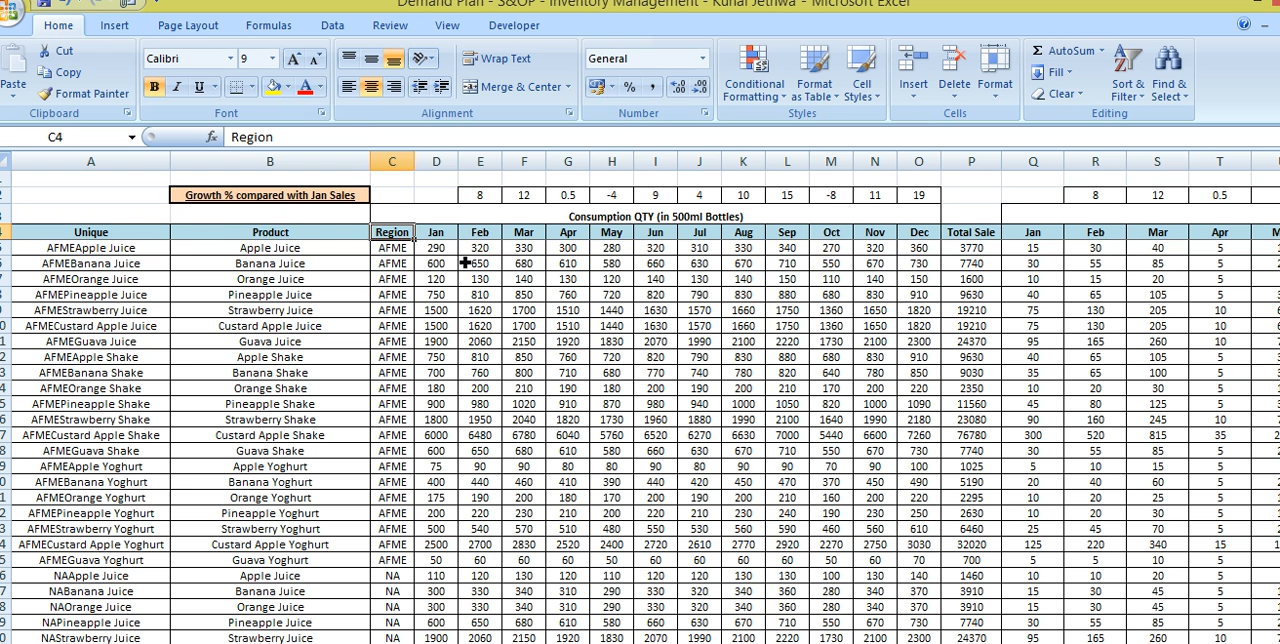 Demand Plan - S&OP - Inventory Management - Kunal Jethwa - Microsoft Excel
Home Insert Page Layout Formulas Data Review View Developer
Cut
Copy
Format Painter
Paste
Clipboard
Calibri 9
B I U
Font
Wrap Text
Merge & Center
Alignment
General
% ,
Number
Conditional Formatting
Format as Table
Cell Styles
Styles
Insert Delete Format
Cells
Σ AutoSum
Fill
Clear
Sort & Filter
Find & Select
Editing
C4 fx Region
A B C D E F G H I J K L M N O P Q R S T
Growth % compared with Jan Sales 8 12 0.5 -4 9 4 10 15 -8 11 19 8 12 0.5
Consumption QTY (in 500ml Bottles)
Unique Product Region Jan Feb Mar Apr May Jun Jul Aug Sep Oct Nov Dec Total Sale Jan Feb Mar Apr
AFMEApple Juice Apple Juice AFME 290 320 330 300 280 320 310 330 340 270 320 360 3770 15 30 40 5
AFMEBanana Juice Banana Juice AFME 600 650 680 610 580 660 630 670 710 550 670 730 7740 30 55 85 5
AFMEOrange Juice Orange Juice AFME 120 130 140 130 120 140 130 140 150 110 140 150 1600 10 15 20 5
AFMEPineapple Juice Pineapple Juice AFME 750 810 850 760 720 820 790 830 880 680 830 910 9630 40 65 105 5
AFMEStrawberry Juice Strawberry Juice AFME 1500 1620 1700 1510 1440 1630 1570 1660 1750 1360 1650 1820 19210 75 130 205 10
AFMECustard Apple Juice Custard Apple Juice AFME 1500 1620 1700 1510 1440 1630 1570 1660 1750 1360 1650 1820 19210 75 130 205 10
AFMEGuava Juice Guava Juice AFME 1900 2060 2150 1920 1830 2070 1990 2100 2220 1730 2100 2300 24370 95 165 260 10
AFMEApple Shake Apple Shake AFME 750 810 850 760 720 820 790 830 880 680 830 910 9630 40 65 105 5
AFMEBanana Shake Banana Shake AFME 700 760 800 710 680 770 740 780 820 640 780 850 9030 35 65 100 5
AFMEOrange Shake Orange Shake AFME 180 200 210 190 180 200 190 200 210 170 200 220 2350 10 20 30 5
AFMEPineapple Shake Pineapple Shake AFME 900 980 1020 910 870 980 940 1000 1050 820 1000 1090 11560 45 80 125 5
AFMEStrawberry Shake Strawberry Shake AFME 1800 1950 2040 1820 1730 1960 1880 1990 2100 1640 1990 2180 23080 90 160 245 10
AFMECustard Apple Shake Custard Apple Shake AFME 6000 6480 6780 6040 5760 6520 6270 6630 7000 5440 6600 7260 76780 300 520 815 35
AFMEGuava Shake Guava Shake AFME 600 650 680 610 580 660 630 670 710 550 670 730 7740 30 55 85 5
AFMEApple Yoghurt Apple Yoghurt AFME 75 90 90 80 80 90 80 90 90 70 90 100 1025 5 10 15 5
AFMEBanana Yoghurt Banana Yoghurt AFME 400 440 460 410 390 440 420 450 470 370 450 490 5190 20 40 60 5
AFMEOrange Yoghurt Orange Yoghurt AFME 175 190 200 180 170 200 190 200 210 160 200 220 2295 10 20 25 5
AFMEPineapple Yoghurt Pineapple Yoghurt AFME 200 220 230 210 200 220 210 230 240 190 230 250 2630 10 20 30 5
AFMEStrawberry Yoghurt Strawberry Yoghurt AFME 500 540 570 510 480 550 530 560 590 460 560 610 6460 25 45 70 5
AFMECustard Apple Yoghurt Custard Apple Yoghurt AFME 2500 2700 2830 2520 2400 2720 2610 2770 2920 2270 2750 3030 32020 125 220 340 15
AFMEGuava Yoghurt Guava Yoghurt AFME 50 60 60 60 50 60 60 60 60 50 60 70 700 5 5 10 5
NAApple Juice Apple Juice NA 110 120 130 120 110 120 120 130 130 100 130 140 1460 10 10 20 5
NABanana Juice Banana Juice NA 300 330 340 310 290 330 320 340 360 280 340 370 3910 15 30 45 5
NAOrange Juice Orange Juice NA 300 330 340 310 290 330 320 340 360 280 340 370 3910 15 30 45 5
NAPineapple Juice Pineapple Juice NA 600 650 680 610 580 660 630 670 710 550 670 730 7740 30 55 85 5
NAStrawberry Juice Strawberry Juice NA 1900 2060 2150 1920 1830 2070 1990 2100 2220 1730 2100 2300 24370 95 165 260 10